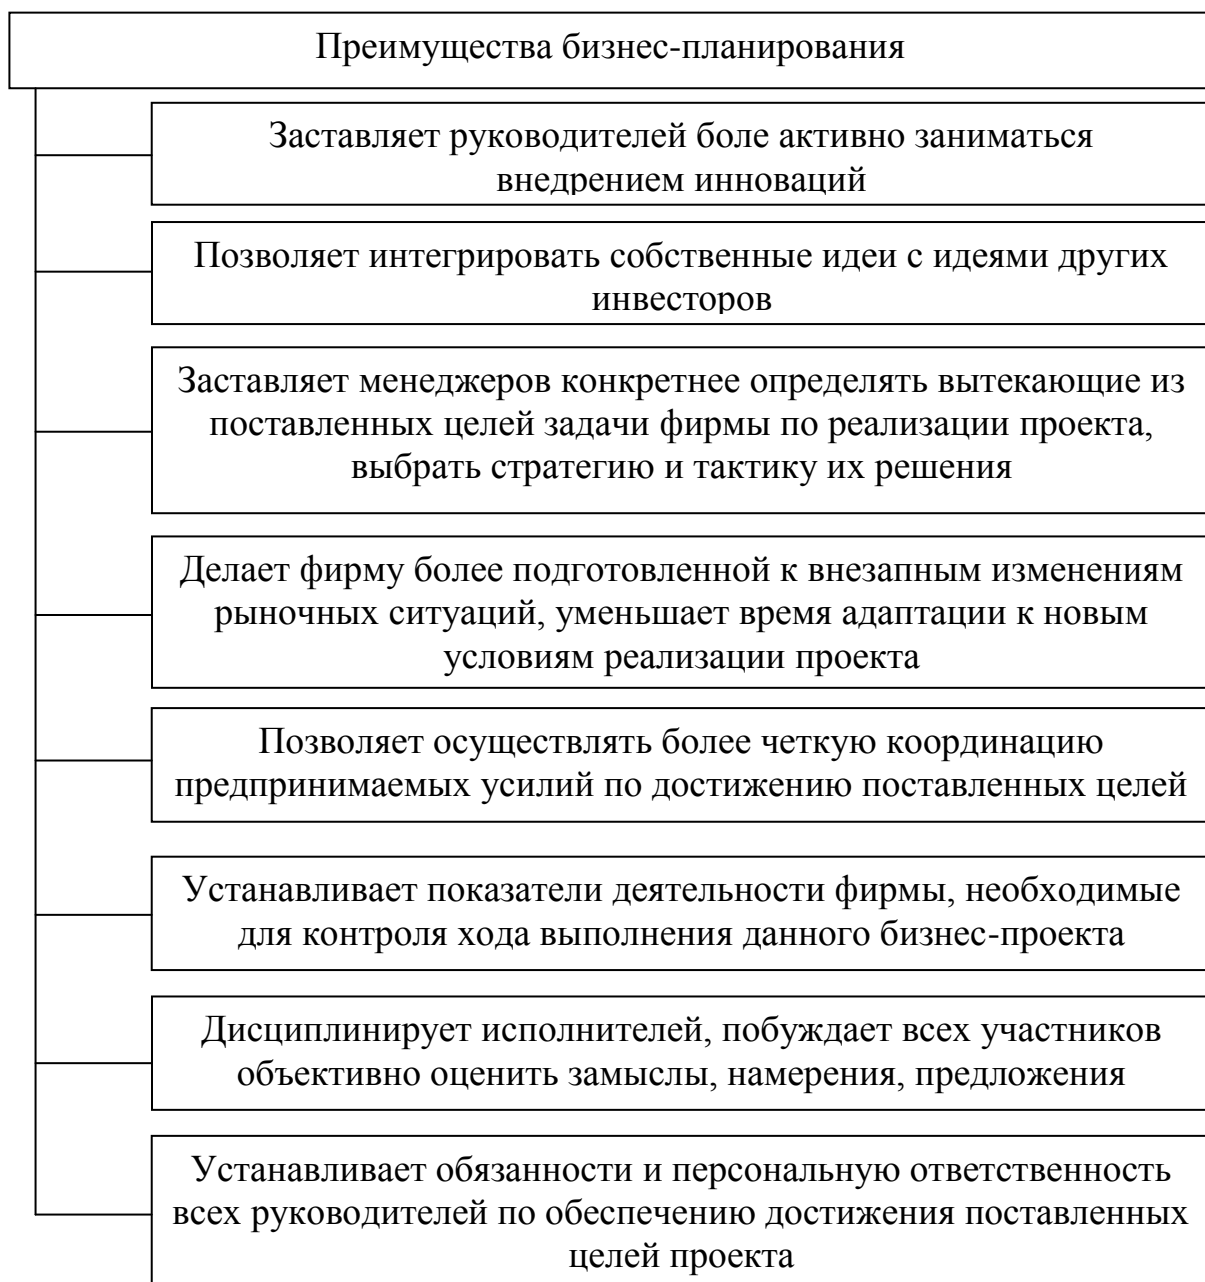 Преимущества бизнес-планирования
Заставляет руководителей боле активно заниматься
внедрением инноваций
Позволяет интегрировать собственные идеи с идеями других
инвесторов
Заставляет менеджеров конкретнее определять вытекающие из
поставленных целей задачи фирмы по реализации проекта,
выбрать стратегию и тактику их решения
Делает фирму более подготовленной к внезапным изменениям
рыночных ситуаций, уменьшает время адаптации к новым
условиям реализации проекта
Позволяет осуществлять более четкую координацию
предпринимаемых усилий по достижению поставленных целей
Устанавливает показатели деятельности фирмы, необходимые
для контроля хода выполнения данного бизнес-проекта
Дисциплинирует исполнителей, побуждает всех участников
объективно оценить замыслы, намерения, предложения
Устанавливает обязанности и персональную ответственность
всех руководителей по обеспечению достижения поставленных
целей проекта